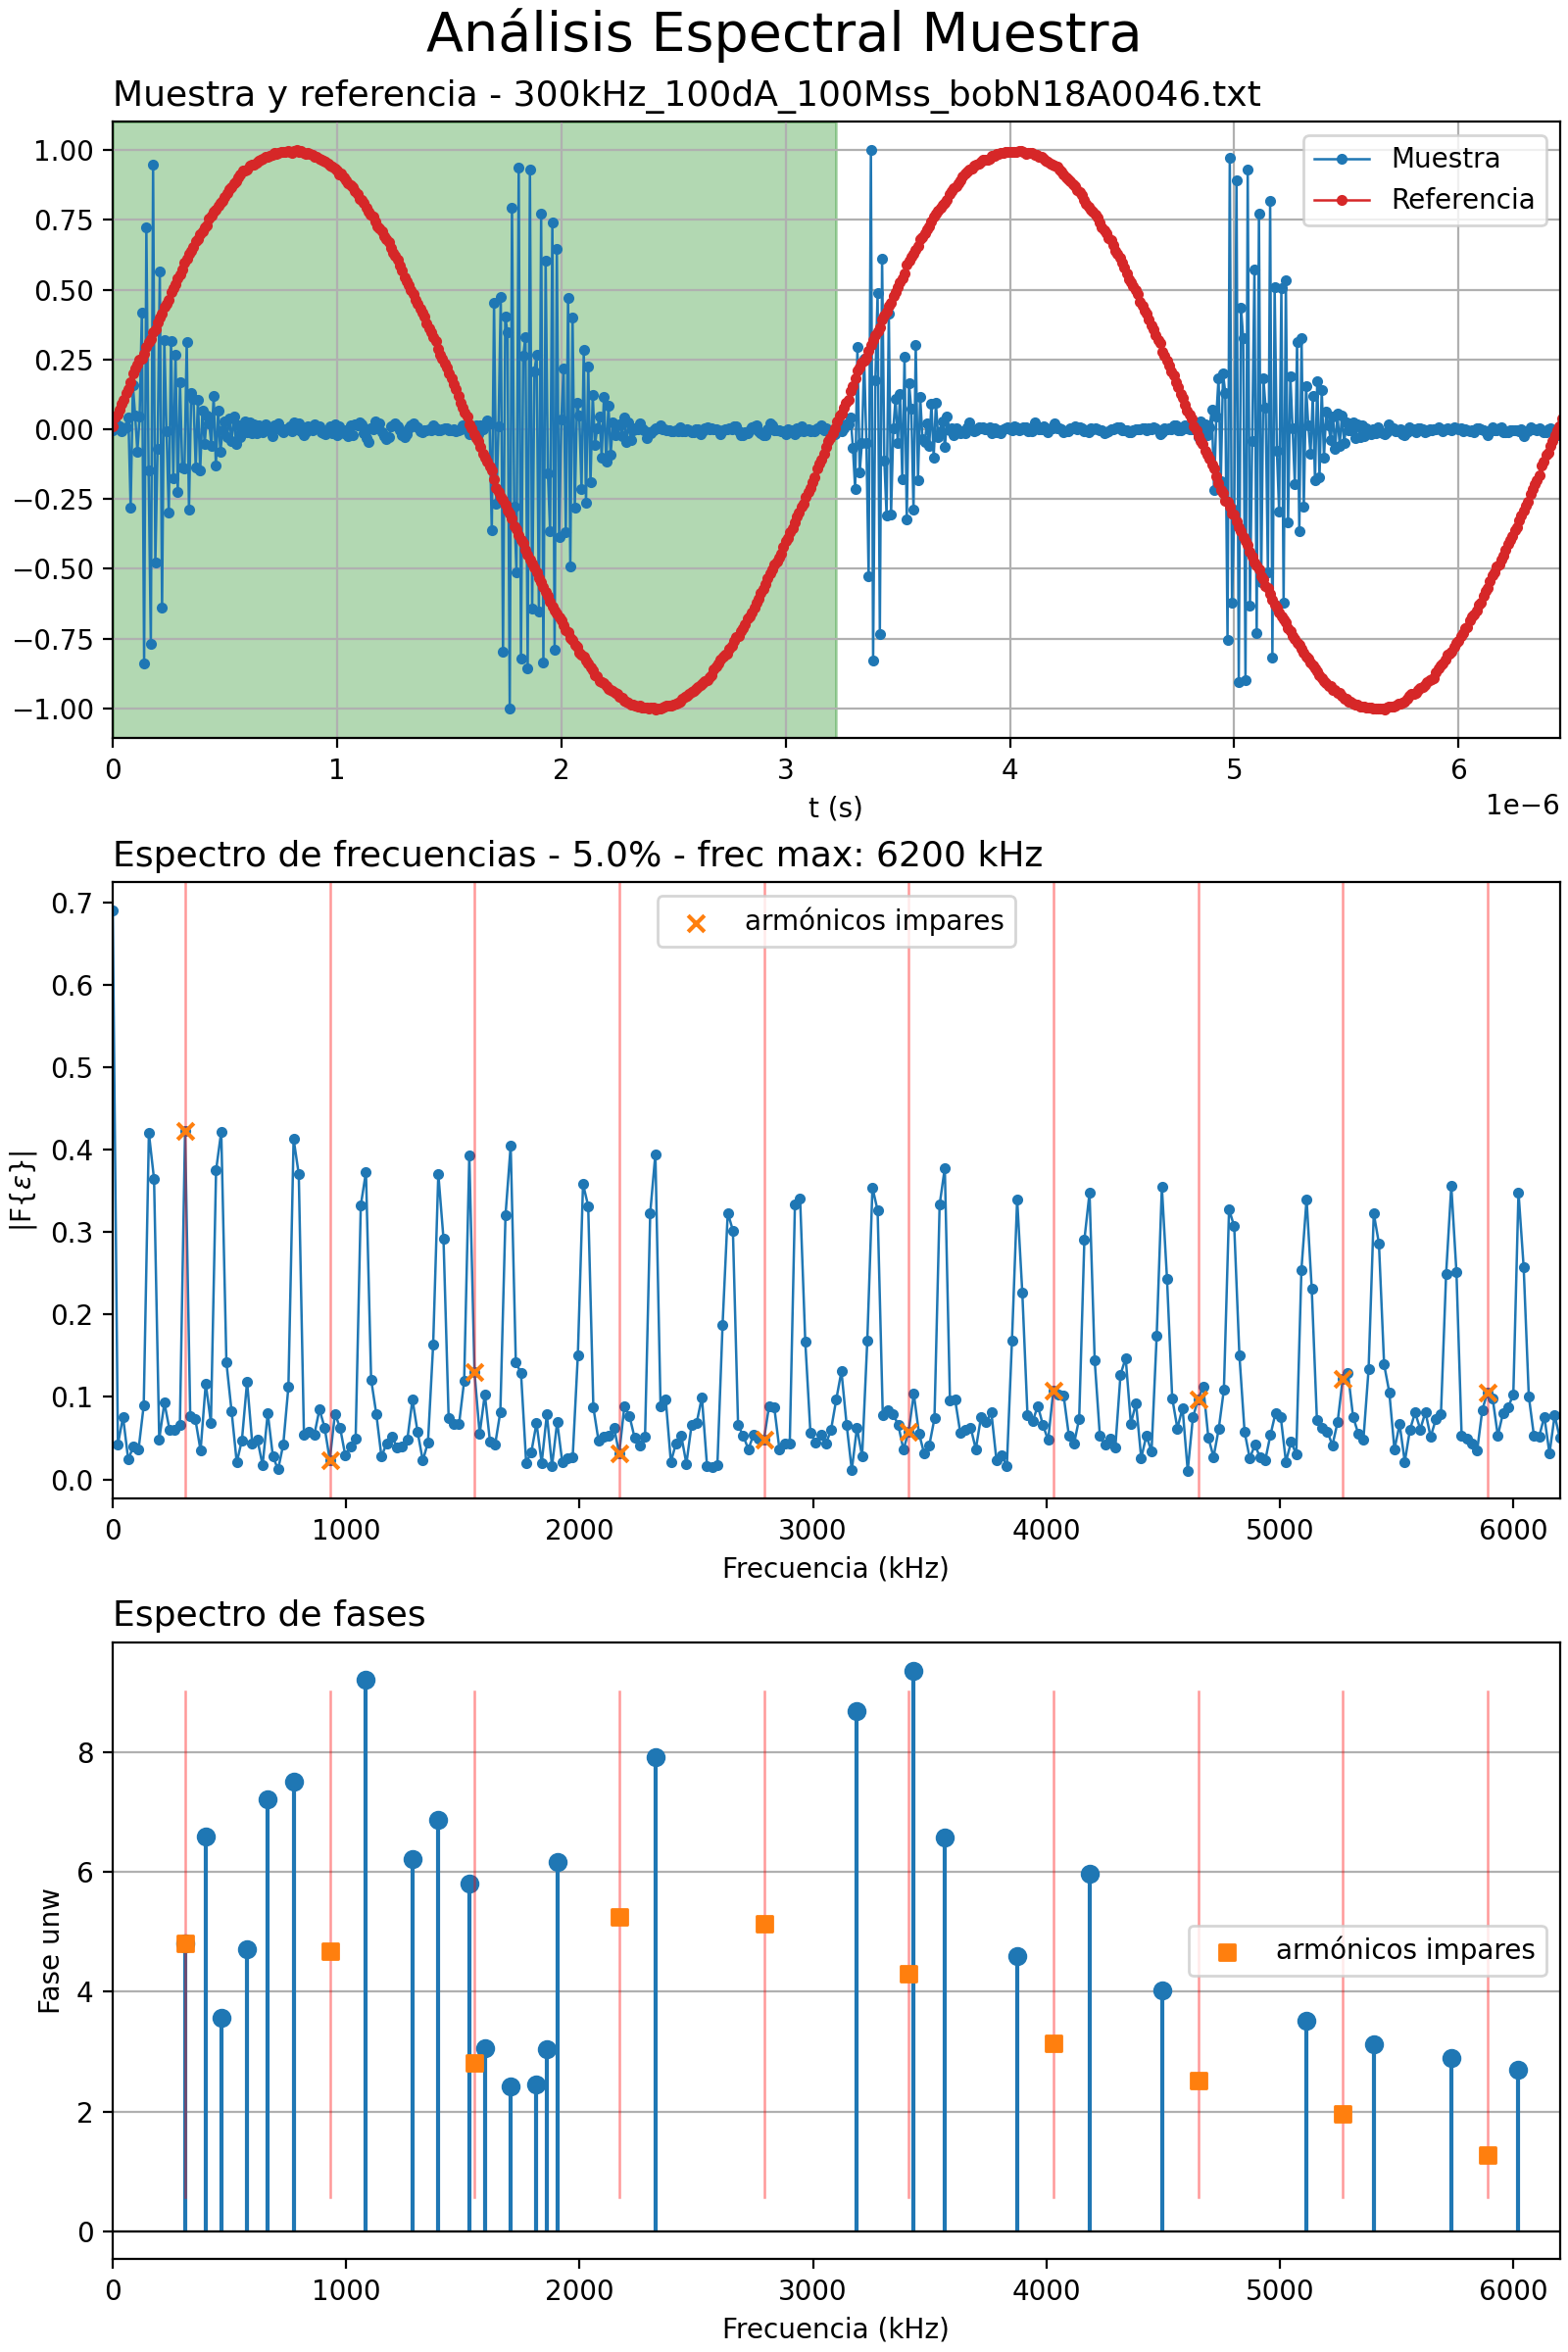 Análisis Espectral Muestra
Muestra y referencia - 300kHz_100dA_100Mss_bobN18A0046.txt
1.00
0.75
0.50
0.25
0.00
−0.25
−0.50
−0.75
−1.00
Muestra
Referencia
0 1 2 3 4 5 6
t (s)
1e−6
Espectro de frecuencias - 5.0% - frec max: 6200 kHz
0.7
0.6
0.5
0.4
0.3
0.2
0.1
0.0
|F{ε}|
armónicos impares
0 1000 2000 3000 4000 5000 6000
Frecuencia (kHz)
Espectro de fases
8
6
4
2
0
Fase unw
armónicos impares
0 1000 2000 3000 4000 5000 6000
Frecuencia (kHz)